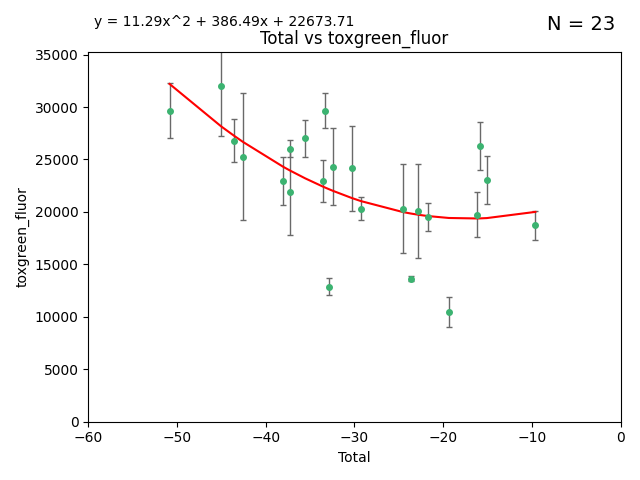 y = 11.29x^2 + 386.49x + 22673.71
N = 23
Total vs toxgreen_fluor
35000
30000
25000
20000
15000
10000
5000
0
toxgreen_fluor
−60 −50 −40 −30 −20 −10 0
Total